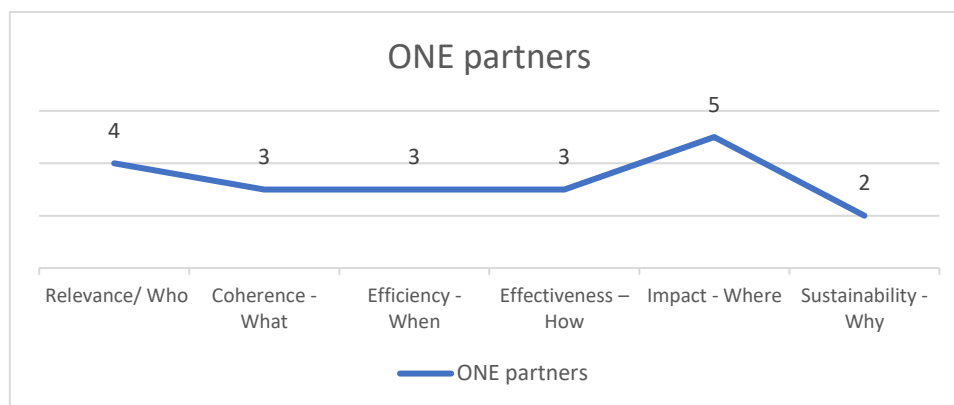 ONE partners
4
3
3
3
5
2
Relevance/ Who
Coherence -
What
Efficiency -
When
Effectiveness –
How
Impact - Where
Sustainability -
Why
ONE partners